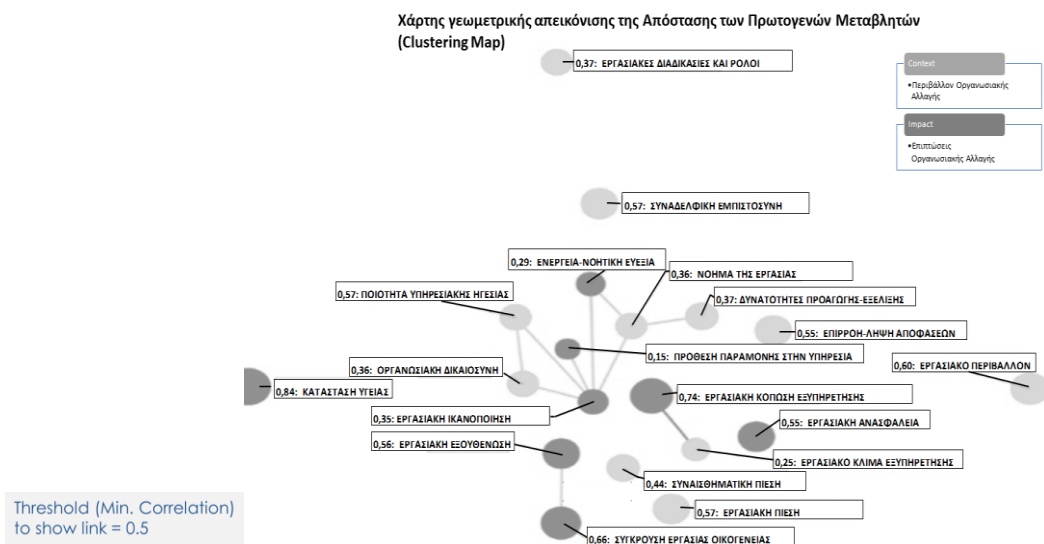 Χάρτης γεωμετρικής απεικόνισης της Απόστασης των Πρωτογενών Μεταβλητών
(Clustering Map)
0,37: ΕΡΓΑΣΙΑΚΕΣ ΔΙΑΔΙΚΑΣΙΕΣ ΚΑΙ ΡΟΛΟΙ
Context
•Περιβάλλον Οργανωσιακής
Αλλαγής
Impact
•Επιπτώσεις
Οργανωσιακής Αλλαγής
0,57: ΣΥΝΑΔΕΛΦΙΚΗ ΕΜΠΙΣΤΟΣΥΝΗ
0,29: ΕΝΕΡΓΕΙΑ-ΝΟΗΤΙΚΗ ΕΥΕΞΙΑ
0,36: ΝΟΗΜΑ ΤΗΣ ΕΡΓΑΣΙΑΣ
0,57: ΠΟΙΟΤΗΤΑ ΥΠΗΡΕΣΙΑΚΗΣ ΗΓΕΣΙΑΣ
0,37: ΔΥΝΑΤΟΤΗΤΕΣ ΠΡΟΑΓΩΓΗΣ-ΕΞΕΛΙΞΗΣ
0,55: ΕΠΙΡΡΟΗ-ΛΗΨΗ ΑΠΟΦΑΣΕΩΝ
0,15: ΠΡΟΘΕΣΗ ΠΑΡΑΜΟΝΗΣ ΣΤΗΝ ΥΠΗΡΕΣΙΑ
0,60: ΕΡΓΑΣΙΑΚΟ ΠΕΡΙΒΑΛΛΟΝ
0,36: ΟΡΓΑΝΩΣΙΑΚΗ ΔΙΚΑΙΟΣΥΝΗ
0,84: ΚΑΤΑΣΤΑΣΗ ΥΓΕΙΑΣ
0,74: ΕΡΓΑΣΙΑΚΗ ΚΟΠΩΣΗ ΕΞΥΠΗΡΕΤΗΣΗΣ
0,35: ΕΡΓΑΣΙΑΚΗ ΙΚΑΝΟΠΟΙΗΣΗ
0,55: ΕΡΓΑΣΙΑΚΗ ΑΝΑΣΦΑΛΕΙΑ
0,56: ΕΡΓΑΣΙΑΚΗ ΕΞΟΥΘΕΝΩΣΗ
0,25: ΕΡΓΑΣΙΑΚΟ ΚΛΙΜΑ ΕΞΥΠΗΡΕΤΗΣΗΣ
0,44: ΣΥΝΑΙΣΘΗΜΑΤΙΚΗ ΠΙΕΣΗ
0,57: ΕΡΓΑΣΙΑΚΗ ΠΙΕΣΗ
0,66: ΣΥΓΚΡΟΥΣΗ ΕΡΓΑΣΙΑΣ ΟΙΚΟΓΕΝΕΙΑΣ
Threshold (Min. Correlation)
to show link = 0.5